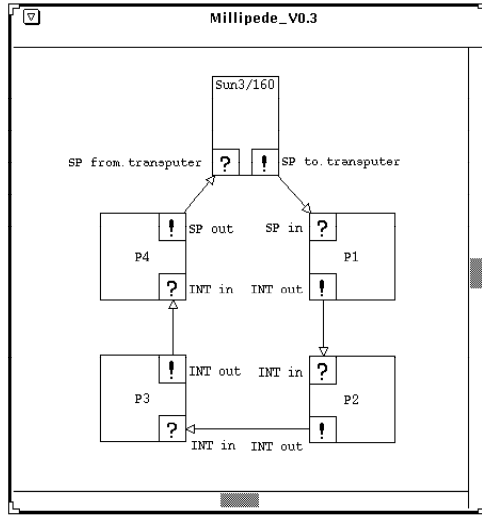 Millipede_V0.3
Sun3/160
SP from.transputer ? ! SP to.transputer
! SP out SP in ?
P4 P1
? INT in INT out !
! INT out INT in ?
P3 P2
? !
INT in INT out